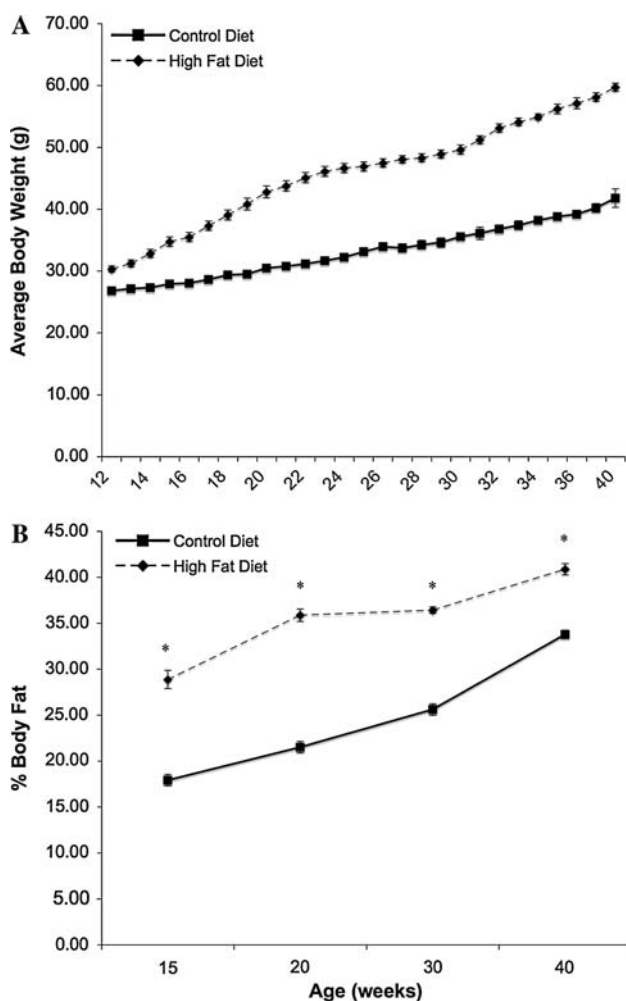 A
Control Diet
High Fat Diet
Average Body Weight (g)
70.00
60.00
50.00
40.00
30.00
20.00
10.00
0.00
12 14 16 18 20 22 24 26 28 30 32 34 36 38 40
B
Control Diet
High Fat Diet
% Body Fat
45.00
40.00
35.00
30.00
25.00
20.00
15.00
10.00
5.00
0.00
* * * *
15 20 30 40
Age (weeks)